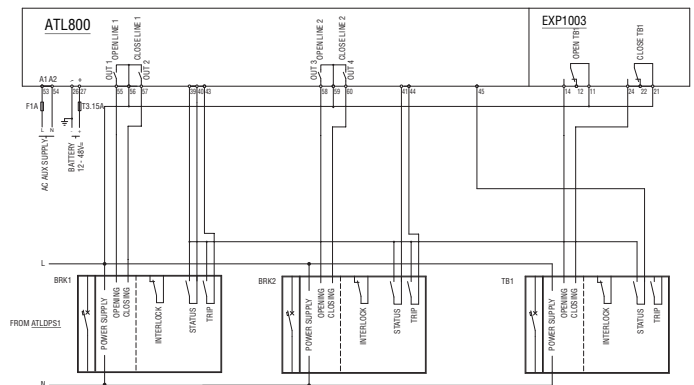 ATL800
EXP1003
OUT 1
OPEN LINE 1
CLOSE LINE 1
OUT 2
OUT 3
OPEN LINE 2
CLOSE LINE 2
OUT 4
OPEN TB1
CLOSE TB1
A1 A2
- +
53 54 26 27 55 56 57 39 40 43 58 59 60 41 44 45 14 12 11 24 22 21
F1A
T3.15A
L N - +
AC AUX SUPPLY
BATTERY
12 - 48V=
L
BRK1
POWER SUPPLY
OPENING
CLOSING
INTERLOCK
STATUS
TRIP
BRK2
POWER SUPPLY
OPENING
CLOSING
INTERLOCK
STATUS
TRIP
TB1
POWER SUPPLY
OPENING
CLOSING
INTERLOCK
STATUS
TRIP
FROM ATLDPS1
N